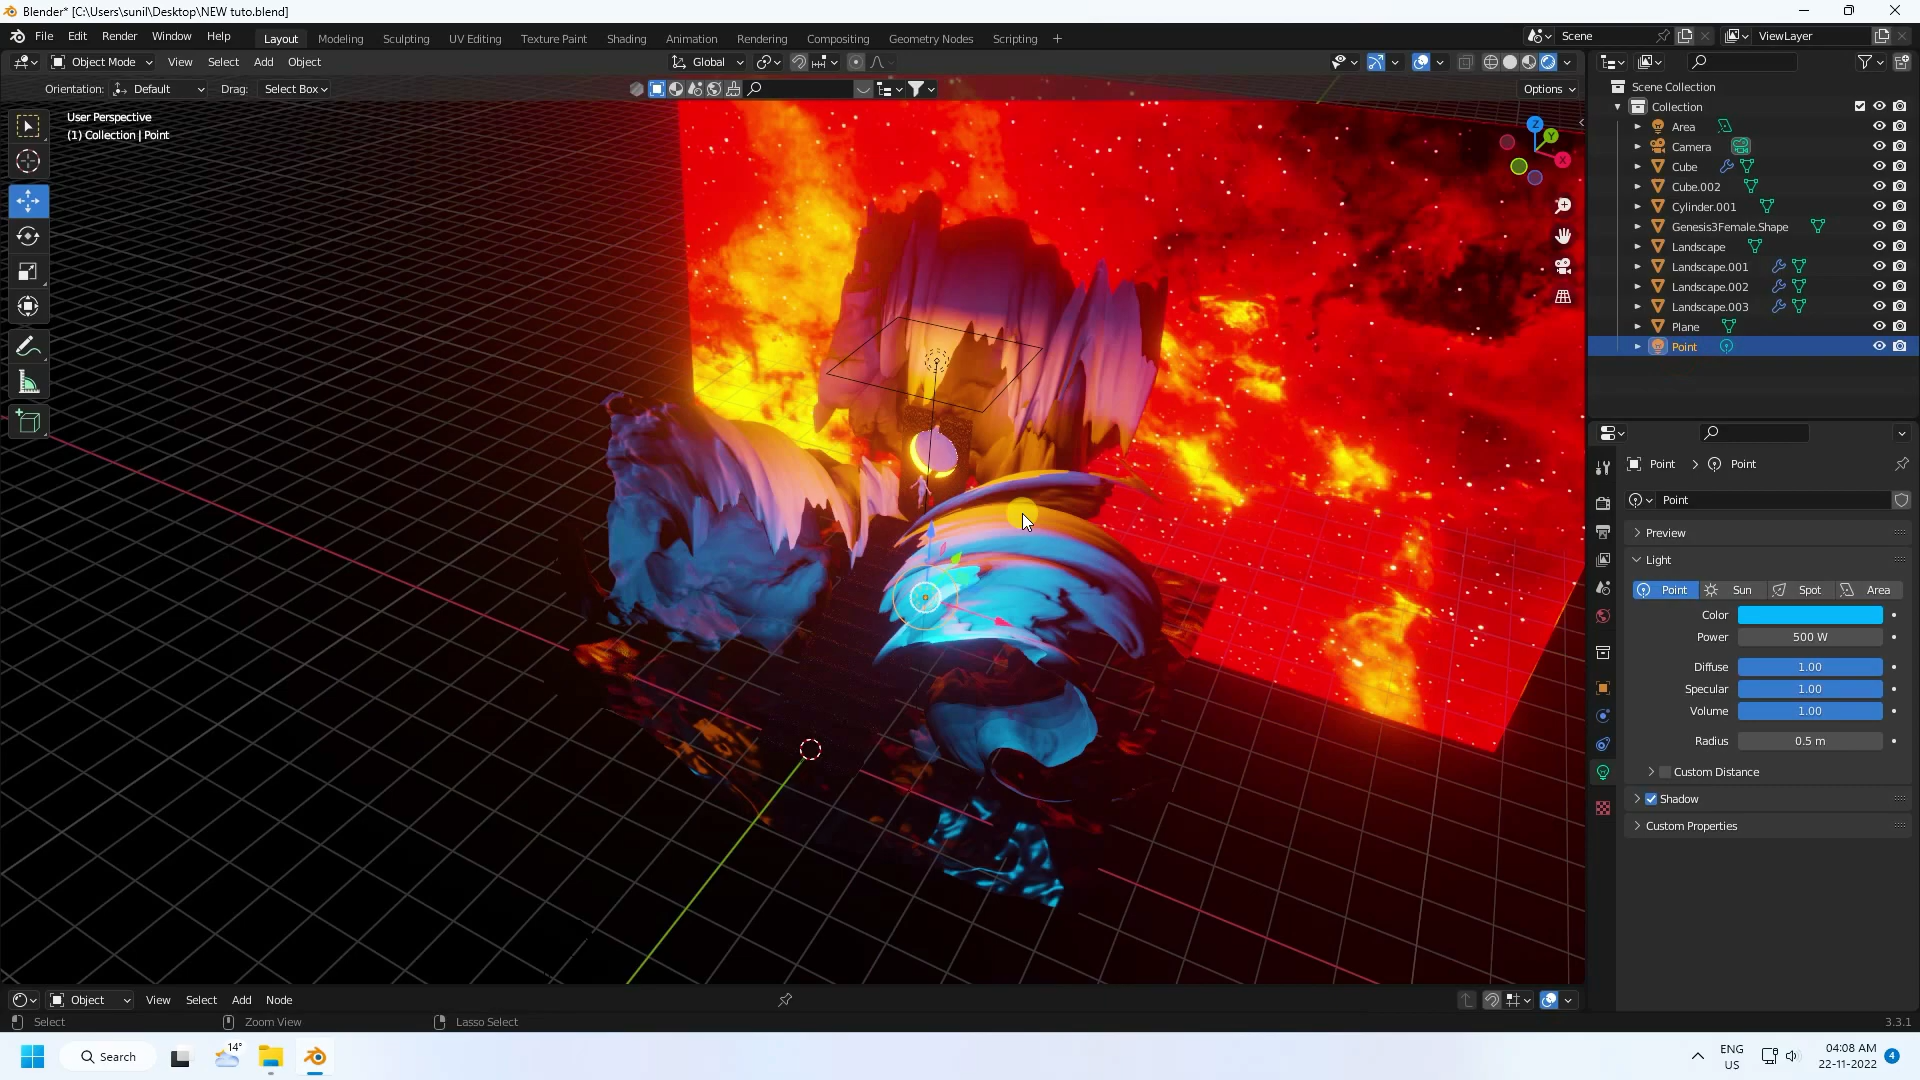 Blender* [C:\Users\sunil\Desktop\NEW tuto.blend]
File Edit Render Window Help Layout Modeling Sculpting UV Editing Texture Paint Shading Animation Rendering Compositing Geometry Nodes Scripting + Scene ViewLayer
Object Mode View Select Add Object Global
Orientation: Default Drag: Select Box Options
User Perspective
(1) Collection | Point
Z
Y
X
Scene Collection
Collection
Area
Camera
Cube
Cube.002
Cylinder.001
Genesis3Female.Shape
Landscape
Landscape.001
Landscape.002
Landscape.003
Plane
Point
Point > Point
Point
Preview
Light
Point Sun Spot Area
Color
Power 500 W
Diffuse 1.00
Specular 1.00
Volume 1.00
Radius 0.5 m
Custom Distance
Shadow
Custom Properties
Object View Select Add Node
Select Zoom View Lasso Select 3.3.1
14°
Search
ENG
US
04:08 AM
22-11-2022
4